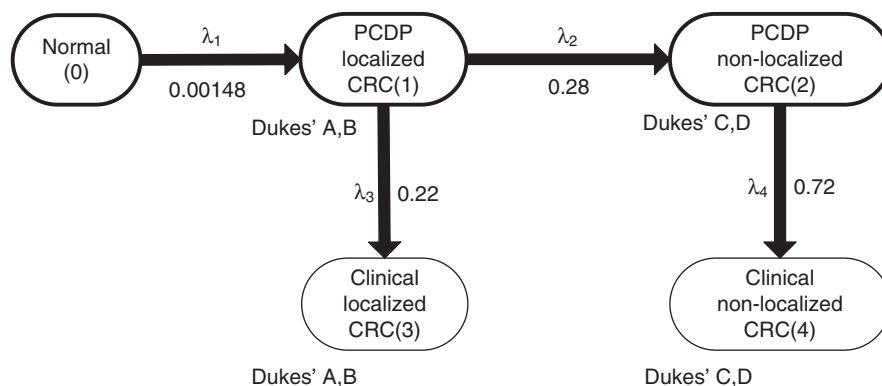 Normal
(0)
λ1
0.00148
PCDP
localized
CRC(1)
λ2
0.28
PCDP
non-localized
CRC(2)
Dukes' A,B
Dukes' C,D
λ3
0.22
λ4
0.72
Clinical
localized
CRC(3)
Clinical
non-localized
CRC(4)
Dukes' A,B
Dukes' C,D